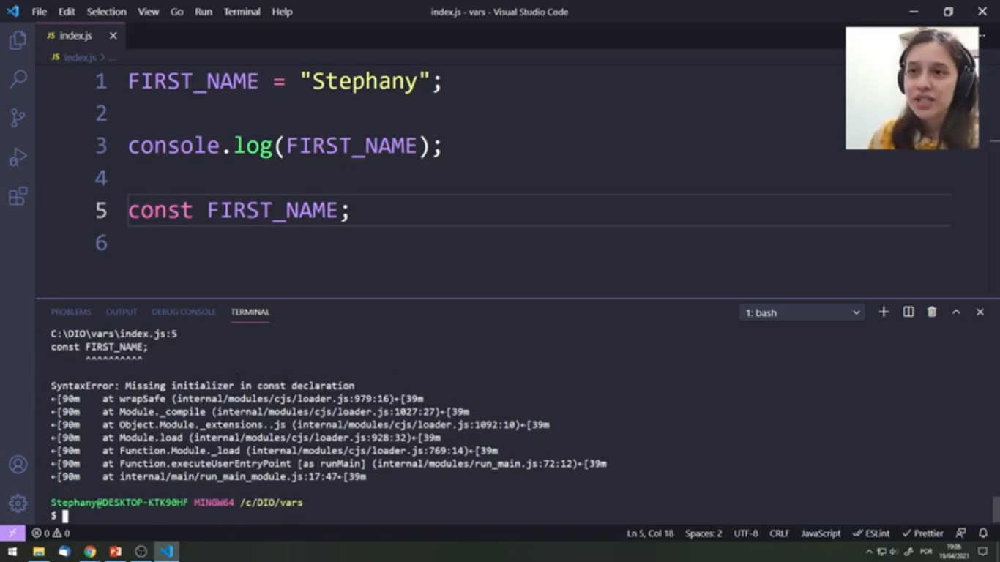 File Edit Selection View Go Run Terminal Help
index.js - vars - Visual Studio Code
JS index.js
JS index.js > ...
1 FIRST_NAME = "Stephany";
2
3 console.log(FIRST_NAME);
4
5 const FIRST_NAME;
6
PROBLEMS OUTPUT DEBUG CONSOLE TERMINAL
1: bash
C:\DIO\vars\index.js:5
const FIRST_NAME;
^^^^^^^^^^
SyntaxError: Missing initializer in const declaration
←[90m    at wrapSafe (internal/modules/cjs/loader.js:979:16)←[39m
←[90m    at Module._compile (internal/modules/cjs/loader.js:1027:27)←[39m
←[90m    at Object.Module._extensions..js (internal/modules/cjs/loader.js:1092:10)←[39m
←[90m    at Module.load (internal/modules/cjs/loader.js:928:32)←[39m
←[90m    at Function.Module._load (internal/modules/cjs/loader.js:769:14)←[39m
←[90m    at Function.executeUserEntryPoint [as runMain] (internal/modules/run_main.js:72:12)←[39m
←[90m    at internal/main/run_main_module.js:17:47←[39m
Stephany@DESKTOP-KTK90HF MINGW64 /c/DIO/vars
$
0 0
Ln 5, Col 18 Spaces: 2 UTF-8 CRLF JavaScript ESLint Prettier
POR
19:06
19/04/2021